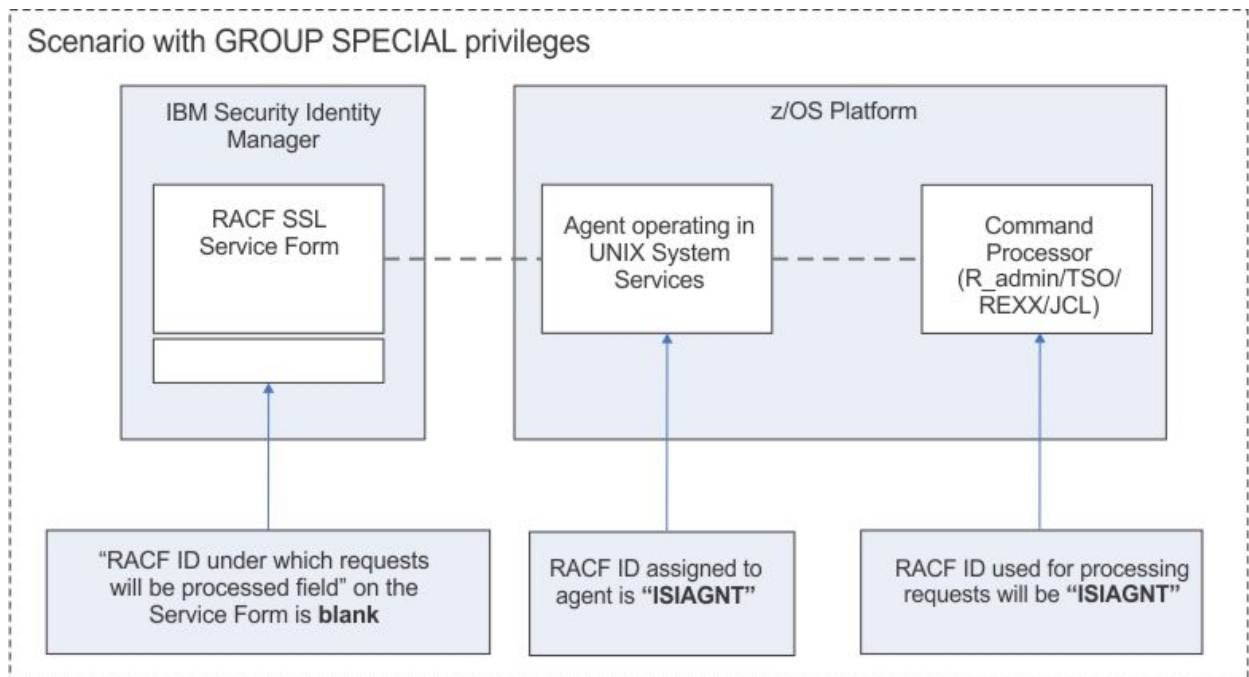 Scenario with GROUP SPECIAL privileges
IBM Security Identity
Manager
RACF SSL
Service Form
z/OS Platform
Agent operating in
UNIX System
Services
Command
Processor
(R_admin/TSO/
REXX/JCL)
“RACF ID under which requests
will be processed field” on the
Service Form is blank
RACF ID assigned to
agent is “ISIAGNT”
RACF ID used for processing
requests will be “ISIAGNT”